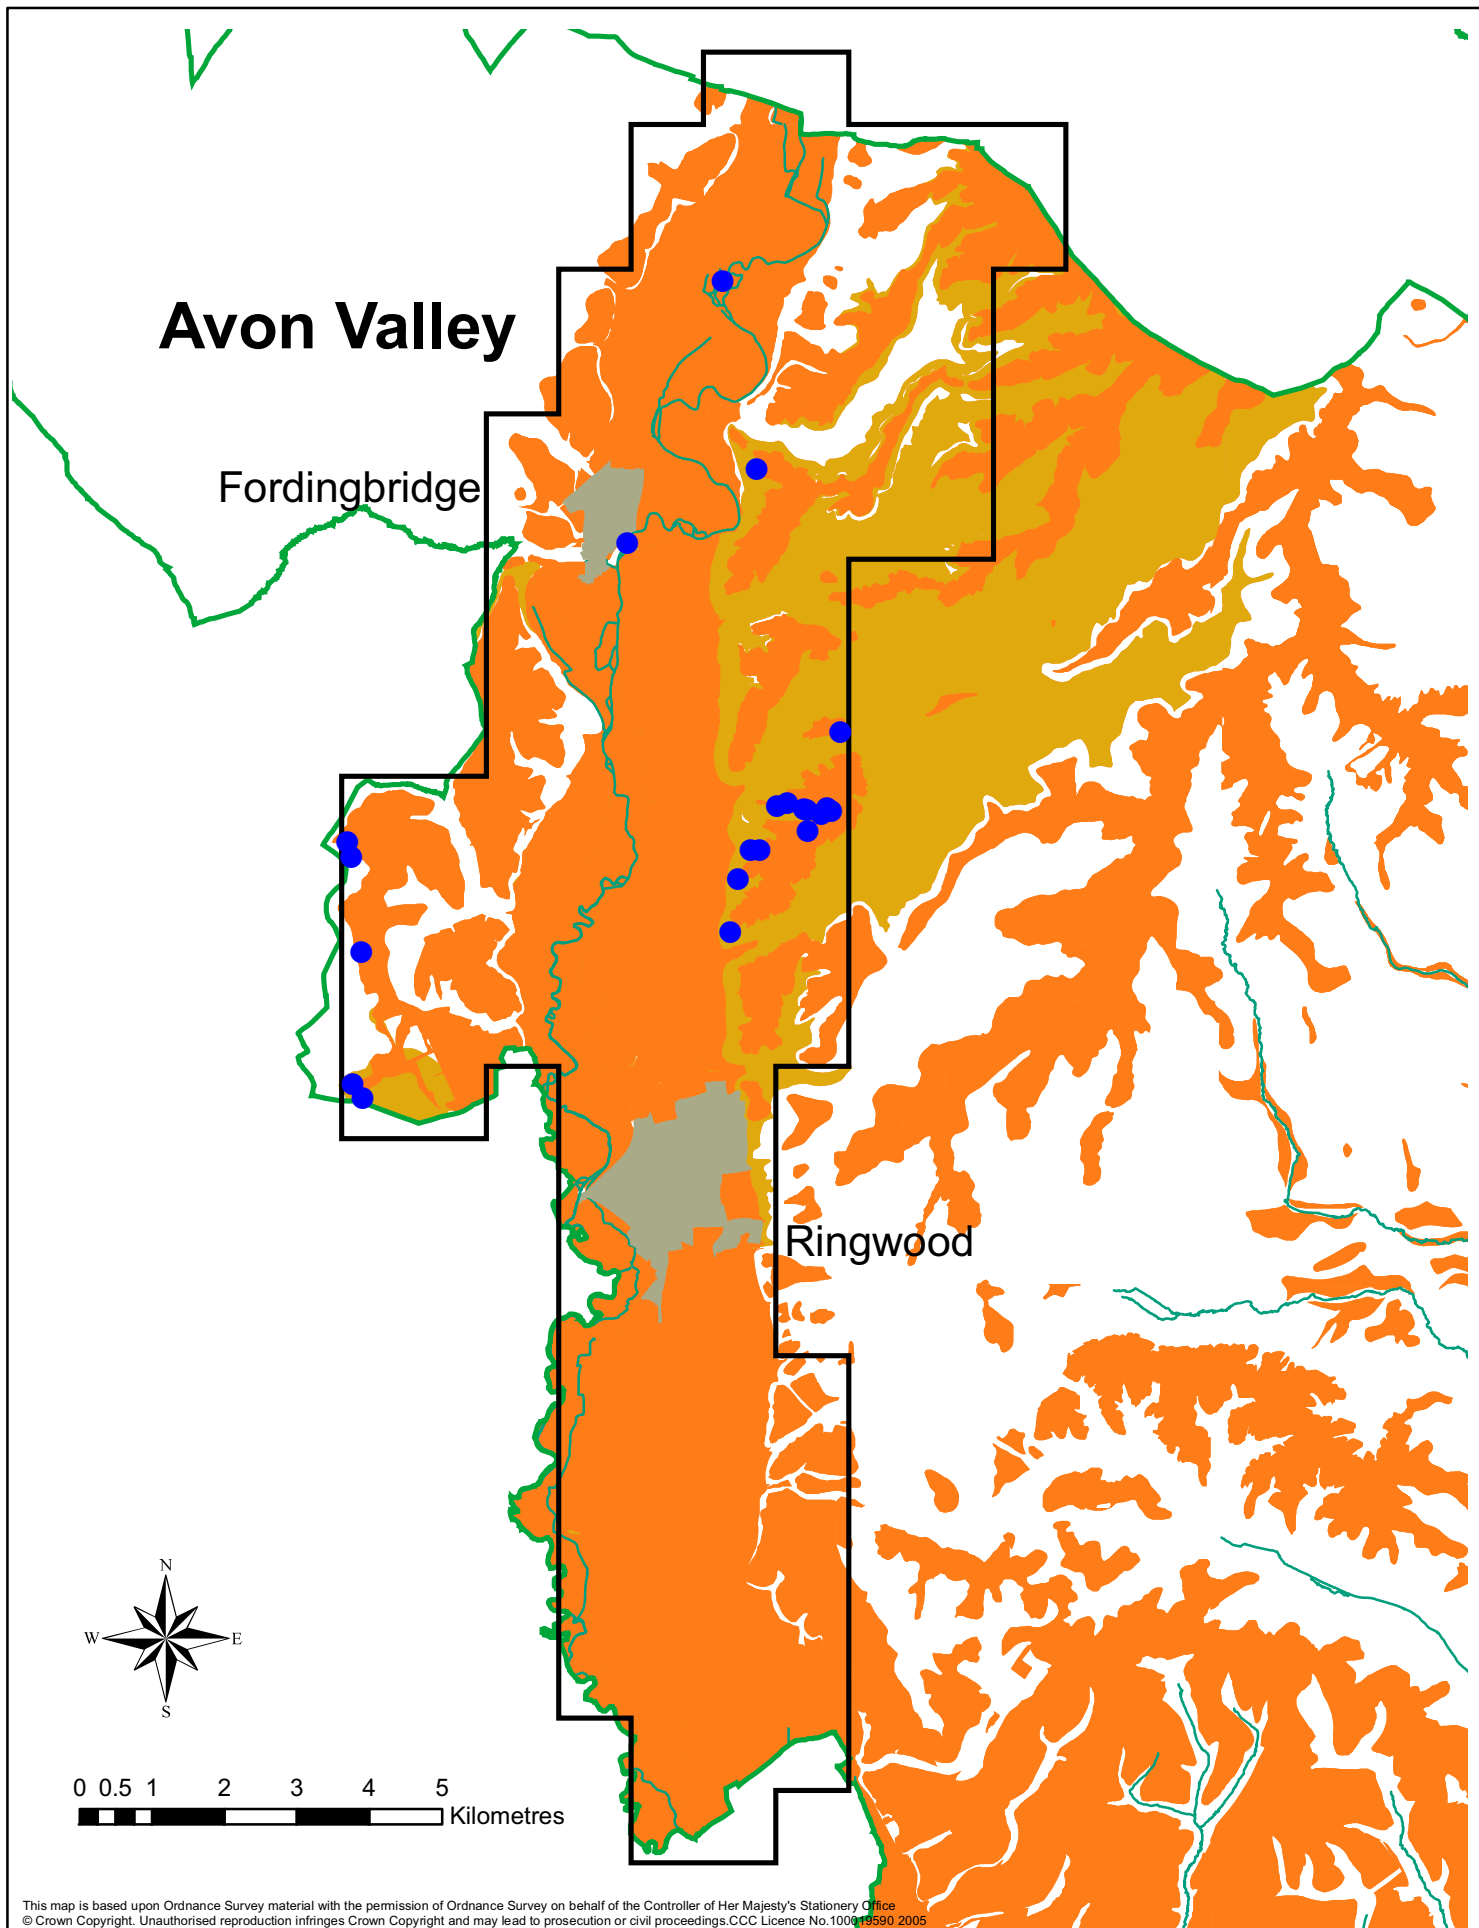 Avon Valley
Fordingbridge
Ringwood
N
W E
S
0 0.5 1 2 3 4 5
Kilometres
This map is based upon Ordnance Survey material with the permission of Ordnance Survey on behalf of the Controller of Her Majesty's Stationery Office
© Crown Copyright. Unauthorised reproduction infringes Crown Copyright and may lead to prosecution or civil proceedings.CCC Licence No.100019590 2005